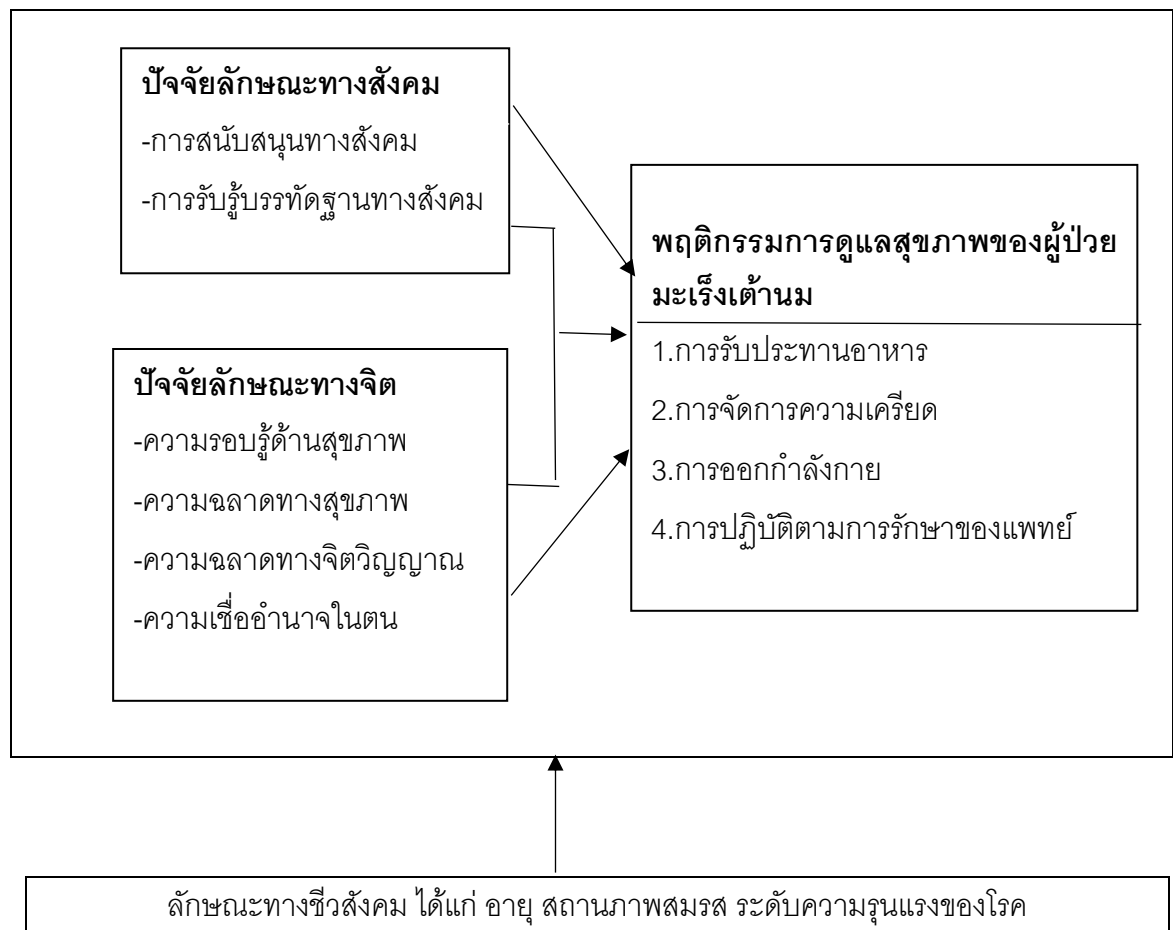 ปัจจัยลักษณะทางสังคม
-การสนับสนุนทางสังคม
-การรับรู้บรรทัดฐานทางสังคม
ปัจจัยลักษณะทางจิต
-ความรอบรู้ด้านสุขภาพ
-ความฉลาดทางสุขภาพ
-ความฉลาดทางจิตวิญญาณ
-ความเชื่ออำนาจในตน
พฤติกรรมการดูแลสุขภาพของผู้ป่วย
มะเร็งเต้านม
1.การรับประทานอาหาร
2.การจัดการความเครียด
3.การออกกำลังกาย
4.การปฏิบัติตามการรักษาของแพทย์
ลักษณะทางชีวสังคม ได้แก่ อายุ สถานภาพสมรส ระดับความรุนแรงของโรค